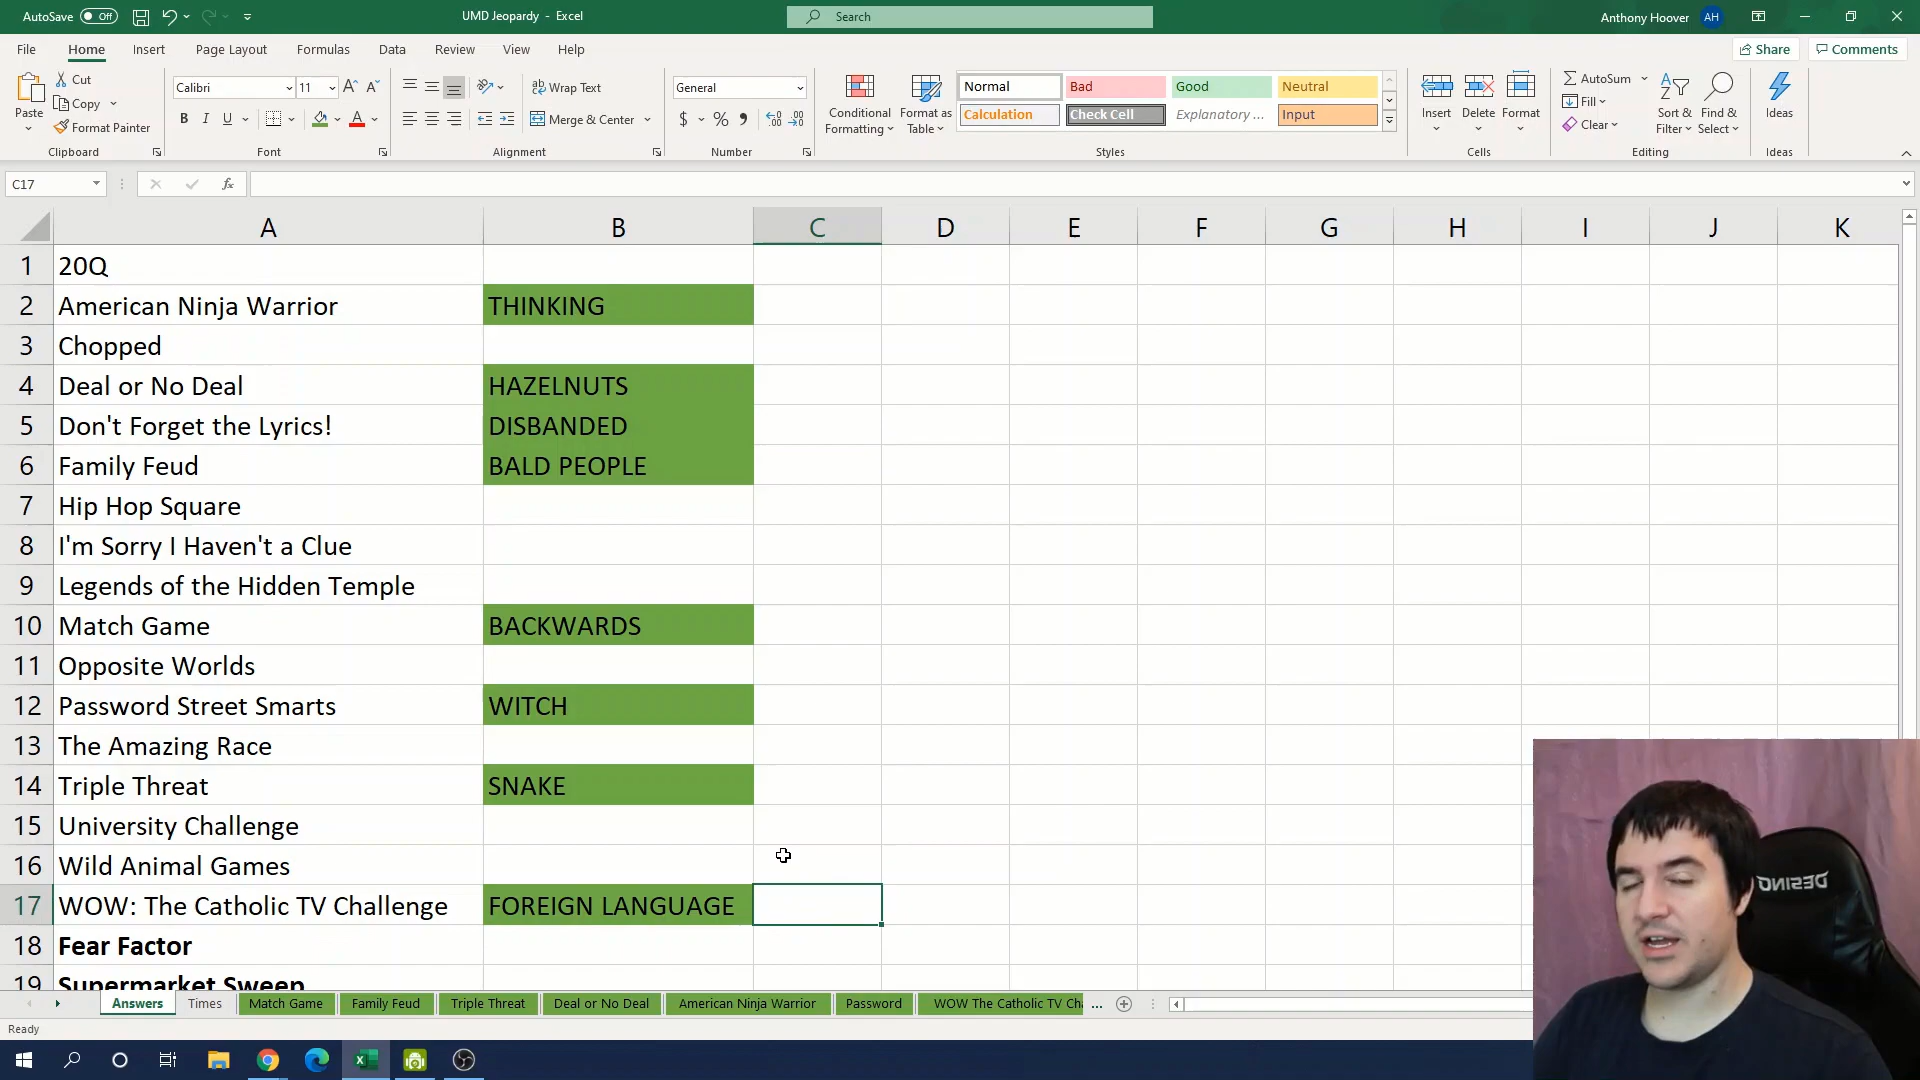 AutoSave Off UMD Jeopardy - Excel Search Anthony Hoover AH
File Home Insert Page Layout Formulas Data Review View Help Share Comments
Paste Cut Copy Format Painter Clipboard
Calibri 11 A A B I U A Font
ab Wrap Text Merge & Center Alignment
General $ % , Number
Conditional Formatting Format as Table
Normal Bad Good Neutral
Calculation Check Cell Explanatory ... Input
Styles
Insert Delete Format Cells
AutoSum Fill Clear Sort & Filter Find & Select Editing
Ideas Ideas
C17 fx
A B C D E F G H I J K
1 20Q
2 American Ninja Warrior THINKING
3 Chopped
4 Deal or No Deal HAZELNUTS
5 Don't Forget the Lyrics! DISBANDED
6 Family Feud BALD PEOPLE
7 Hip Hop Square
8 I'm Sorry I Haven't a Clue
9 Legends of the Hidden Temple
10 Match Game BACKWARDS
11 Opposite Worlds
12 Password Street Smarts WITCH
13 The Amazing Race
14 Triple Threat SNAKE
15 University Challenge
16 Wild Animal Games
17 WOW: The Catholic TV Challenge FOREIGN LANGUAGE
18 Fear Factor
19 Supermarket Sweep
Answers Times Match Game Family Feud Triple Threat Deal or No Deal American Ninja Warrior Password WOW The Catholic TV Ch ...
Ready
DESINO